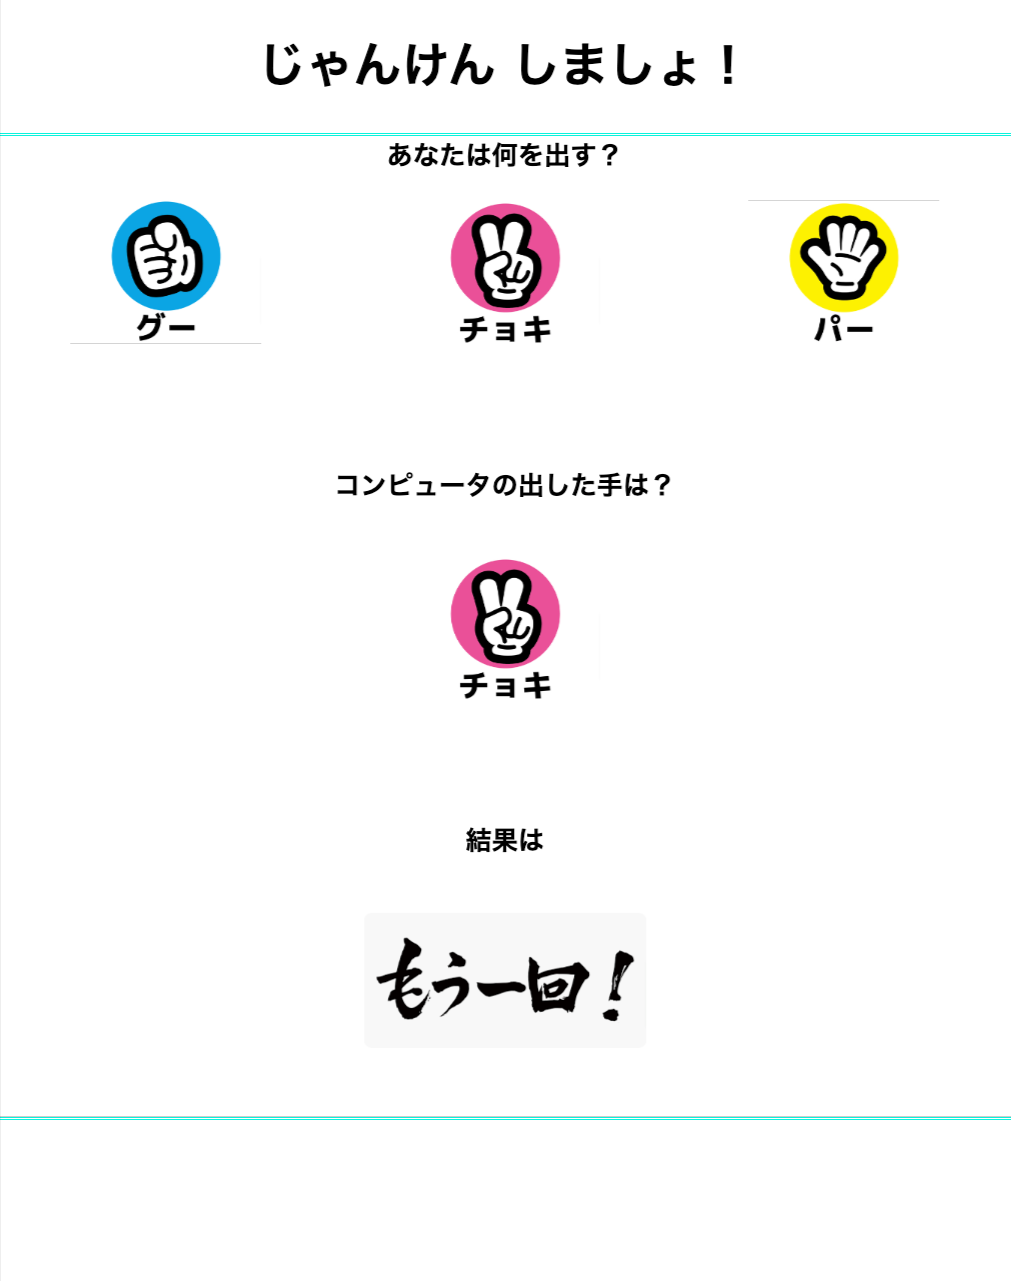 じゃんけん しましょ！
あなたは何を出す？
グー チョキ パー
コンピュータの出した手は？
チョキ
結果は
もう一回！